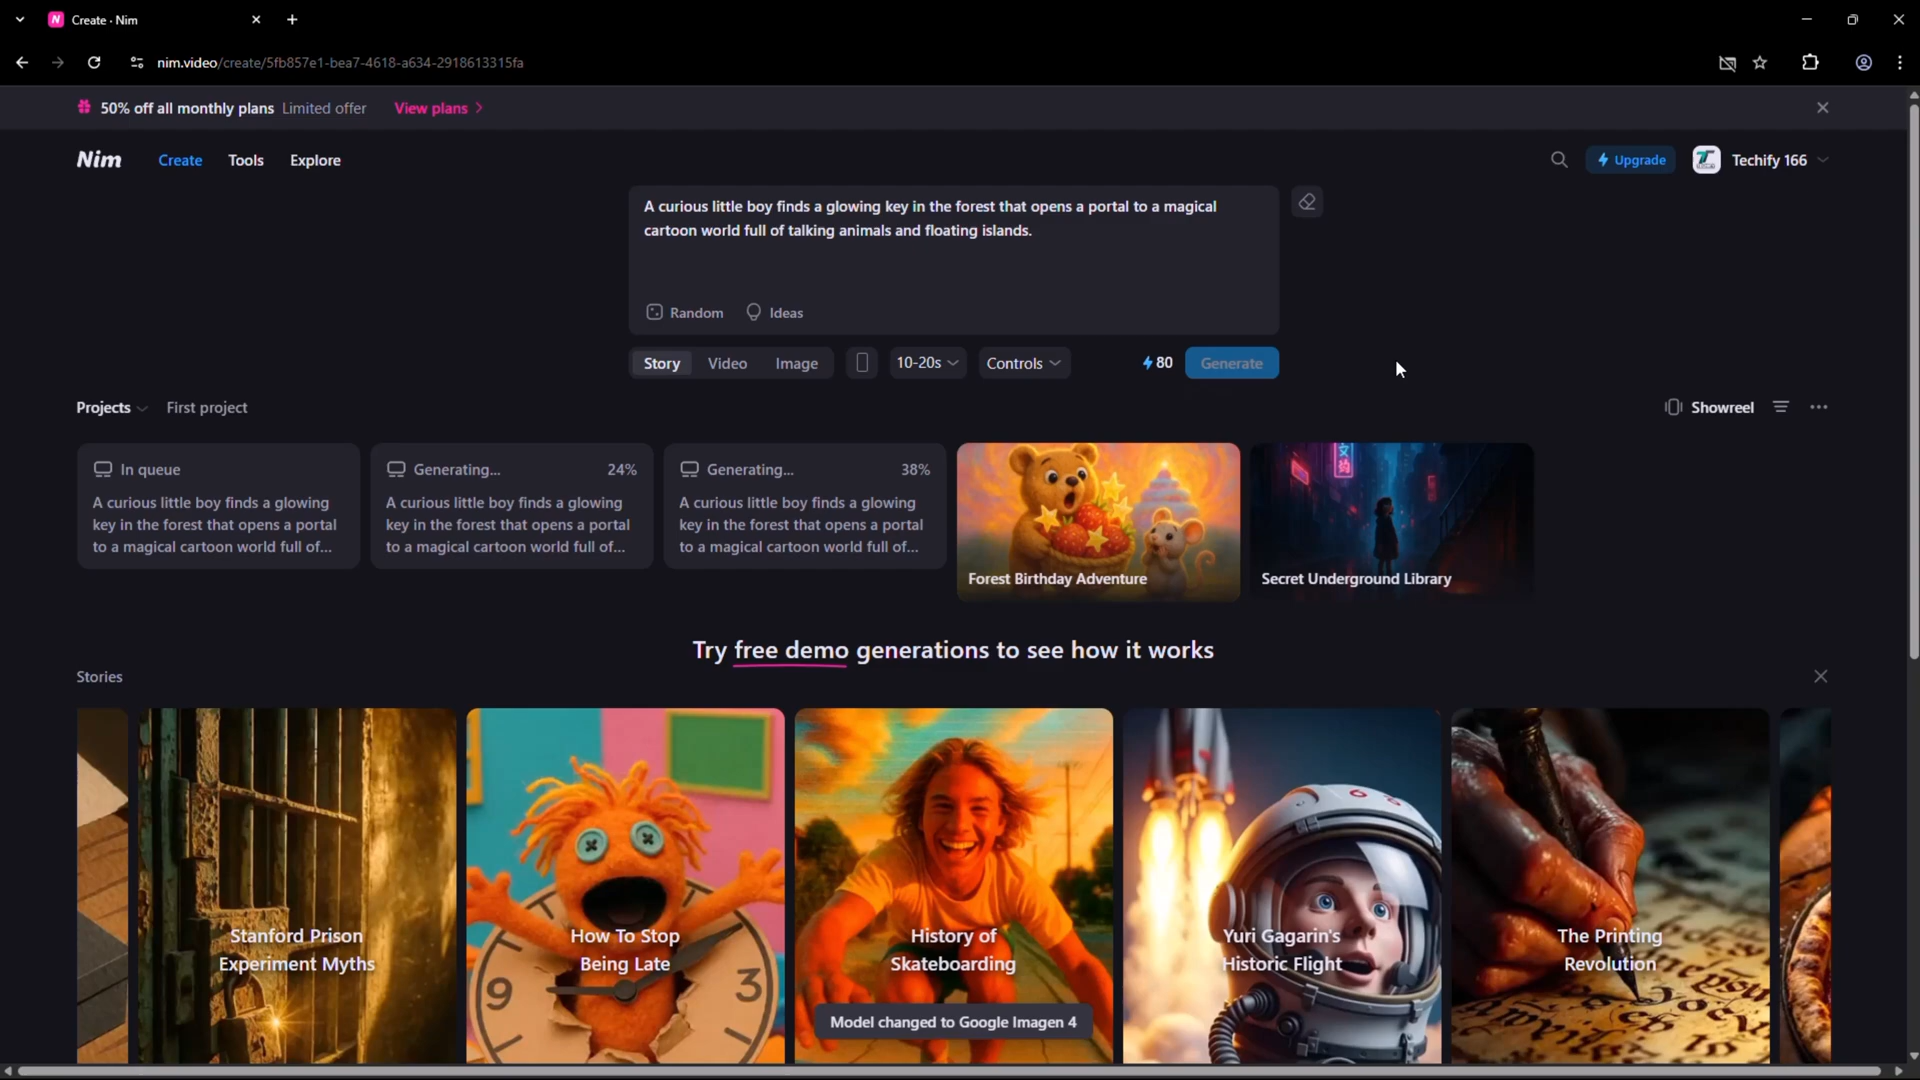 Create - Nim
nim.video/create/5fb857e1-bea7-4618-a634-2918613315fa
50% off all monthly plans Limited offer View plans
Nim Create Tools Explore Upgrade Techify 166
A curious little boy finds a glowing key in the forest that opens a portal to a magical
cartoon world full of talking animals and floating islands.
Random Ideas
Story Video Image 10-20s Controls 80 Generate
Projects First project Showreel
In queue
A curious little boy finds a glowing
key in the forest that opens a portal
to a magical cartoon world full of...
Generating... 24%
A curious little boy finds a glowing
key in the forest that opens a portal
to a magical cartoon world full of...
Generating... 38%
A curious little boy finds a glowing
key in the forest that opens a portal
to a magical cartoon world full of...
Forest Birthday Adventure
Secret Underground Library
Try free demo generations to see how it works
Stories
Stanford Prison
Experiment Myths
How To Stop
Being Late
9 3
History of
Skateboarding
Yuri Gagarin's
Historic Flight
The Printing
Revolution
Model changed to Google Imagen 4